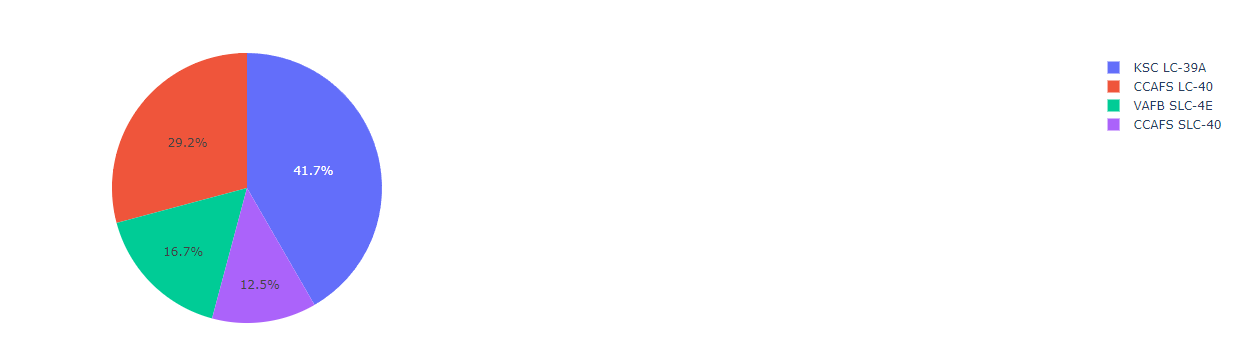 KSC LC-39A
CCAFS LC-40
VAFB SLC-4E
CCAFS SLC-40
29.2%
41.7%
16.7%
12.5%